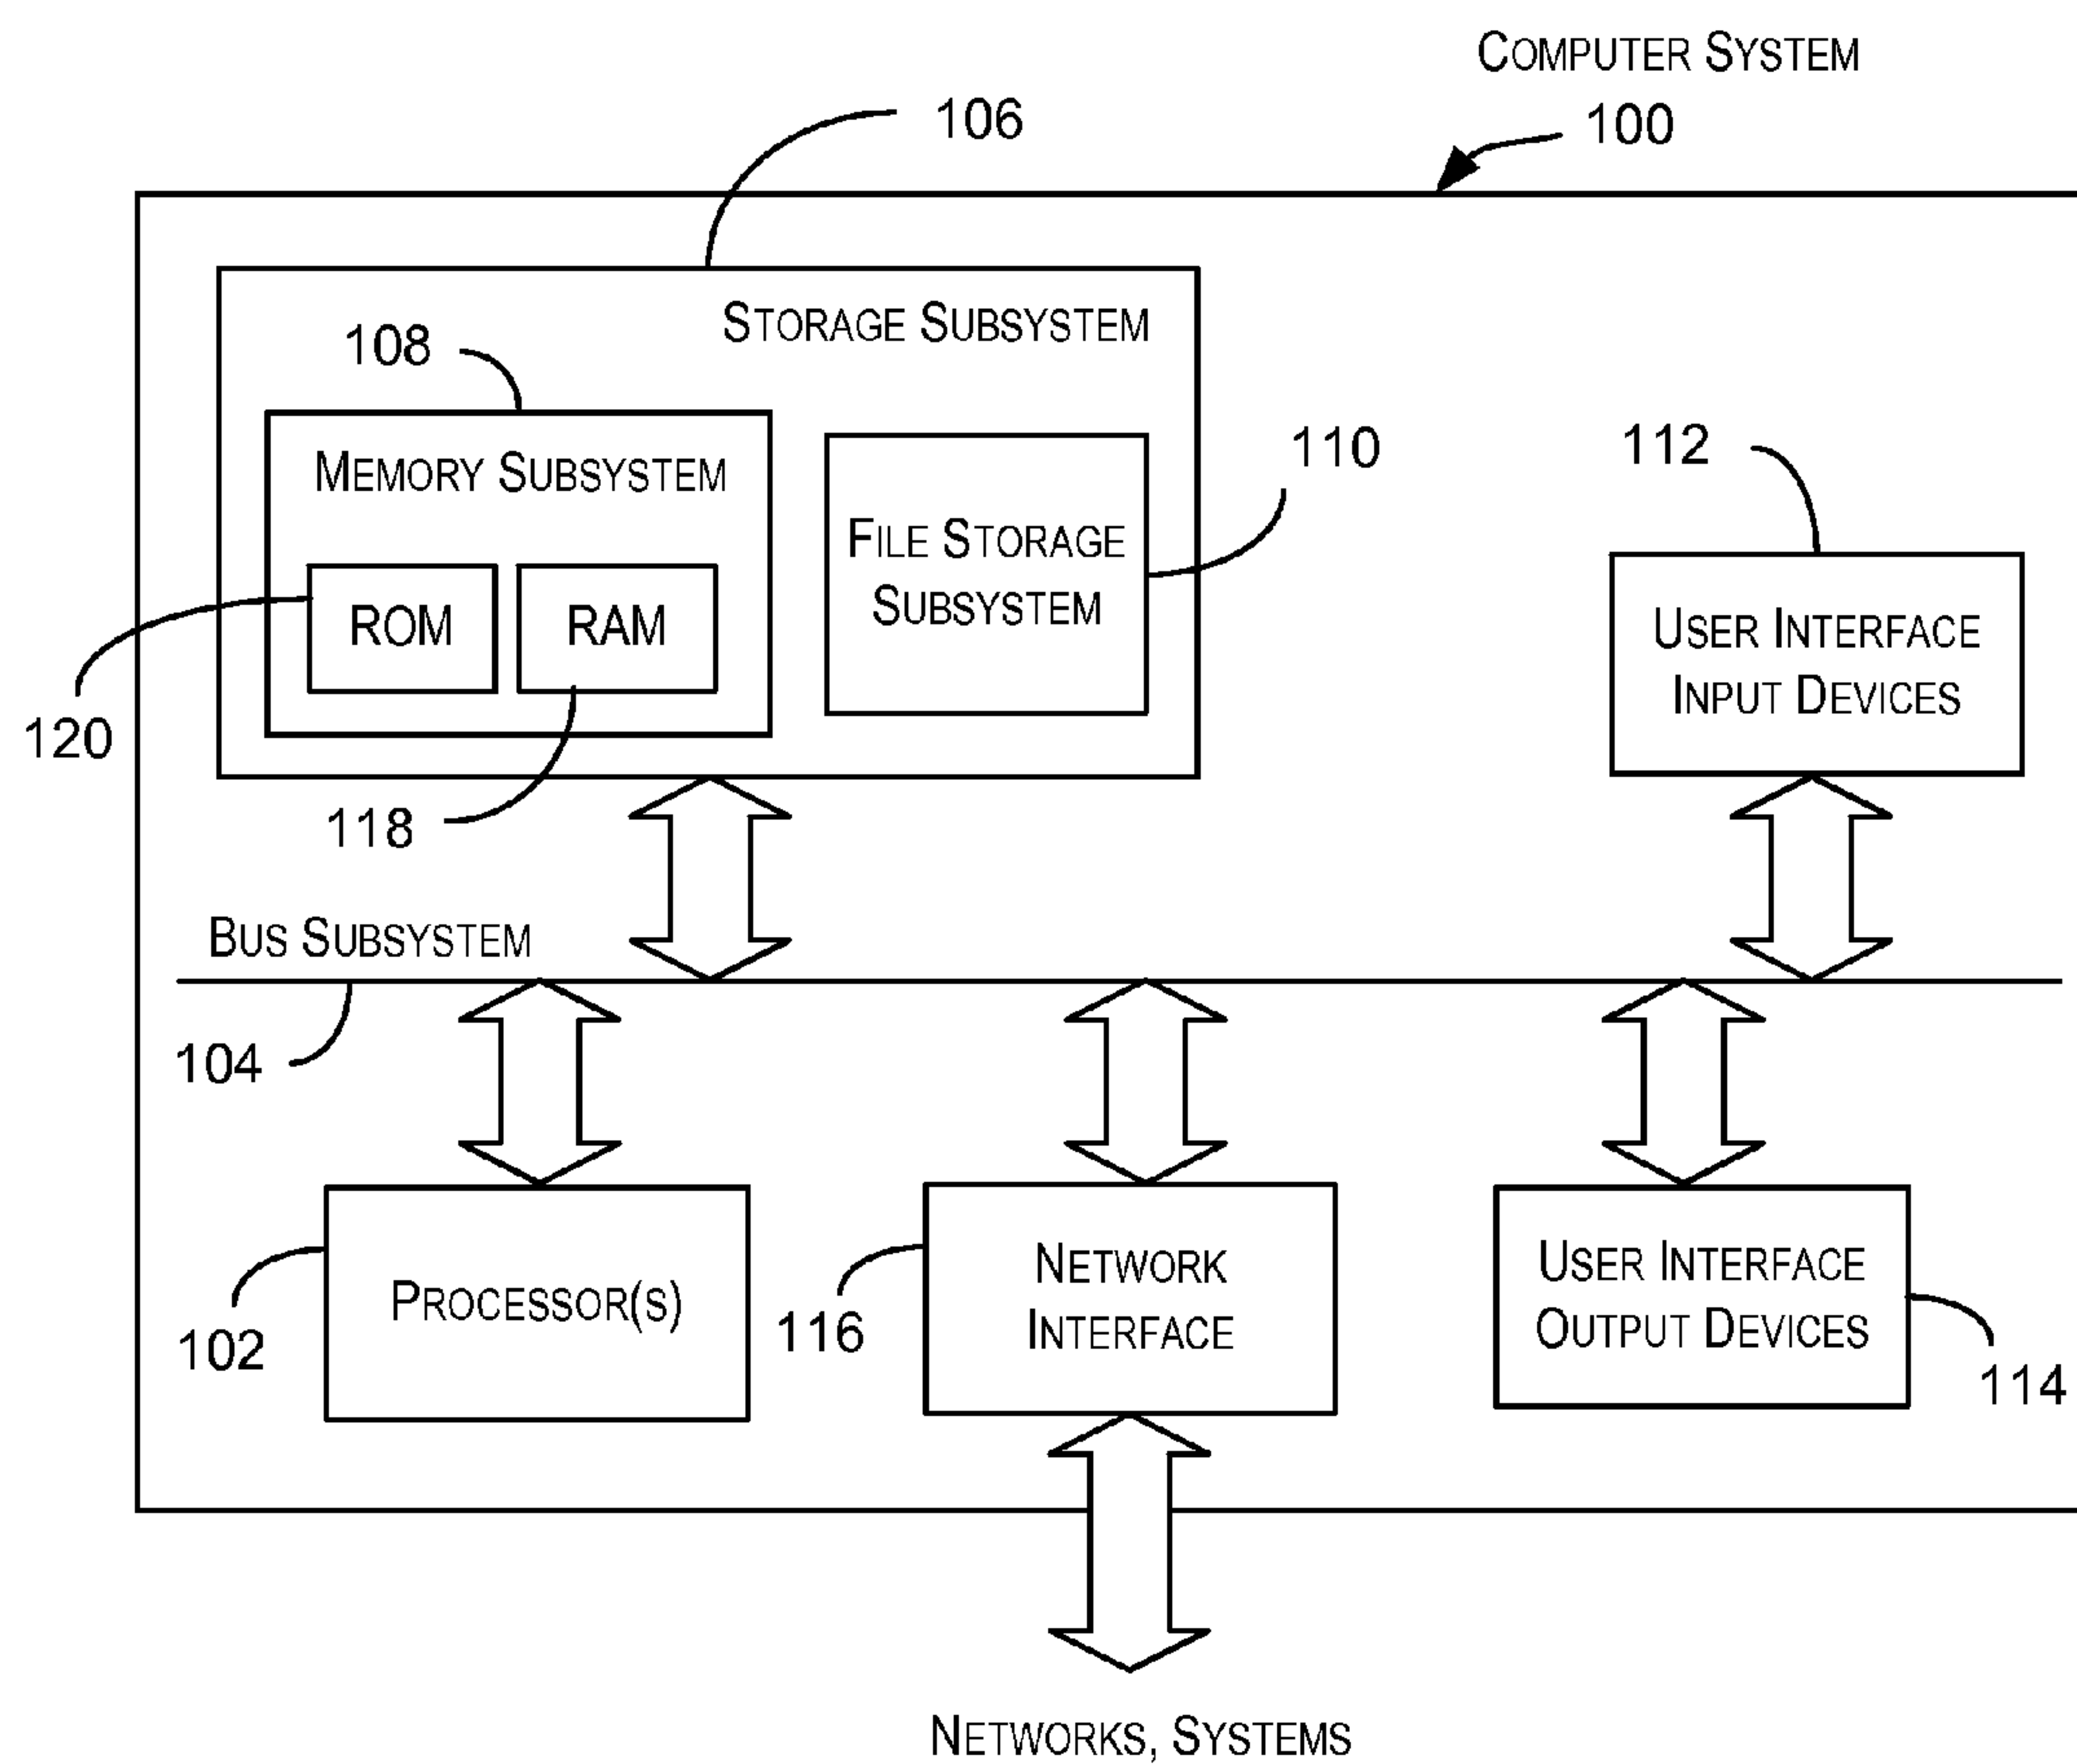 COMPUTER SYSTEM
100
106
STORAGE SUBSYSTEM
108
MEMORY SUBSYSTEM
110
112
FILE STORAGE
SUBSYSTEM
ROM
RAM
USER INTERFACE
INPUT DEVICES
120
118
BUS SUBSYSTEM
104
PROCESSOR(S)
102
NETWORK
INTERFACE
116
USER INTERFACE
OUTPUT DEVICES
114
NETWORKS, SYSTEMS